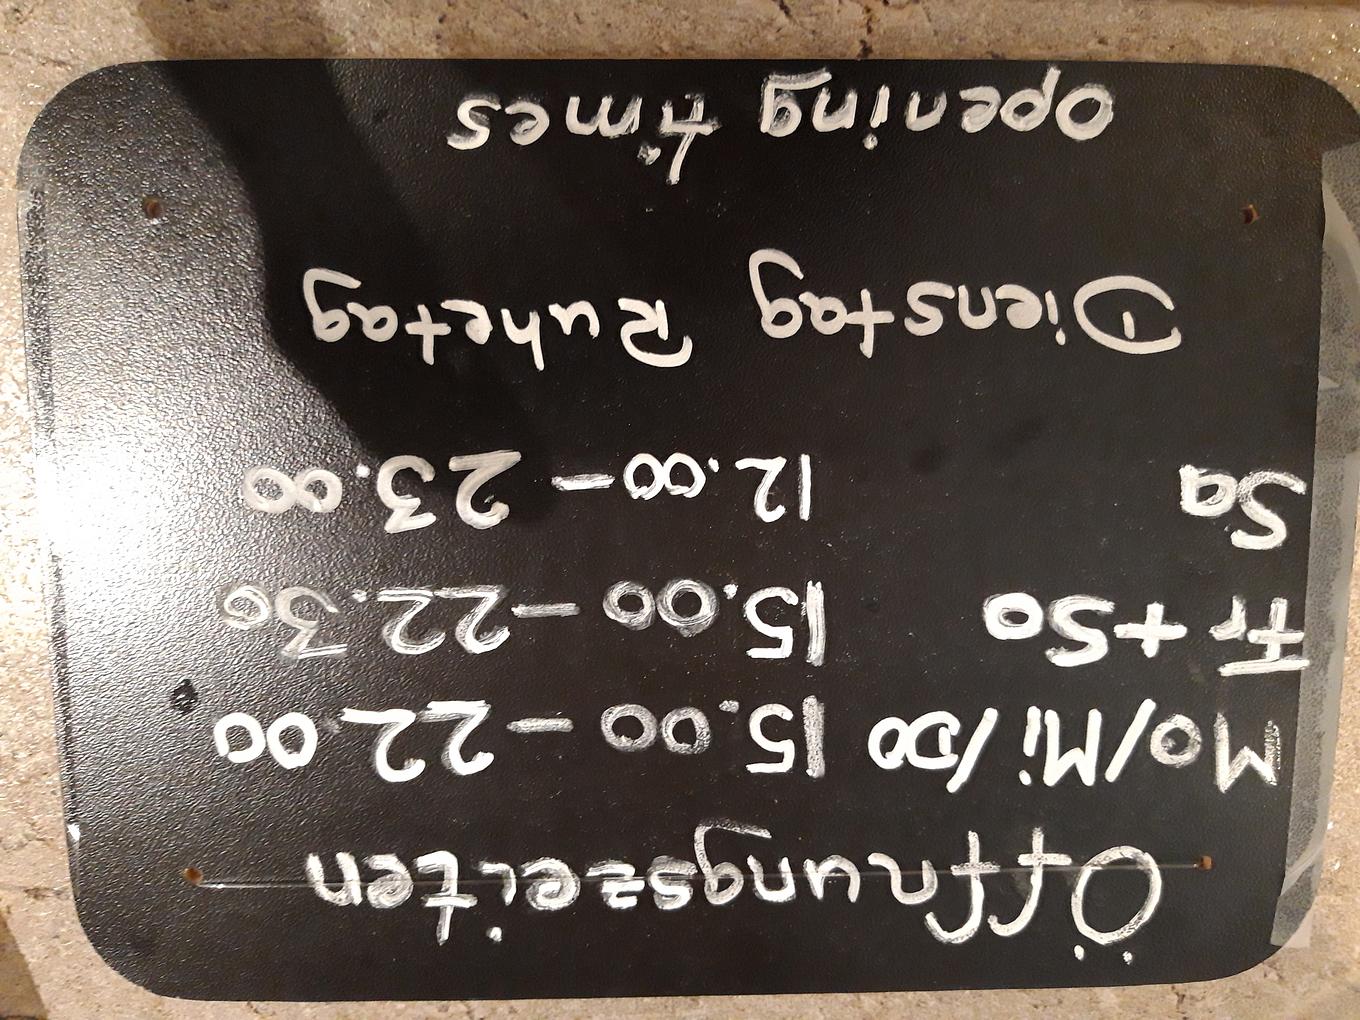 Öffnungszeiten
Mo/Mi/Do 15.00-22.00
Fr + So 15.00-22.30
Sa 12.00-23.00
Dienstag Ruhetag
opening times